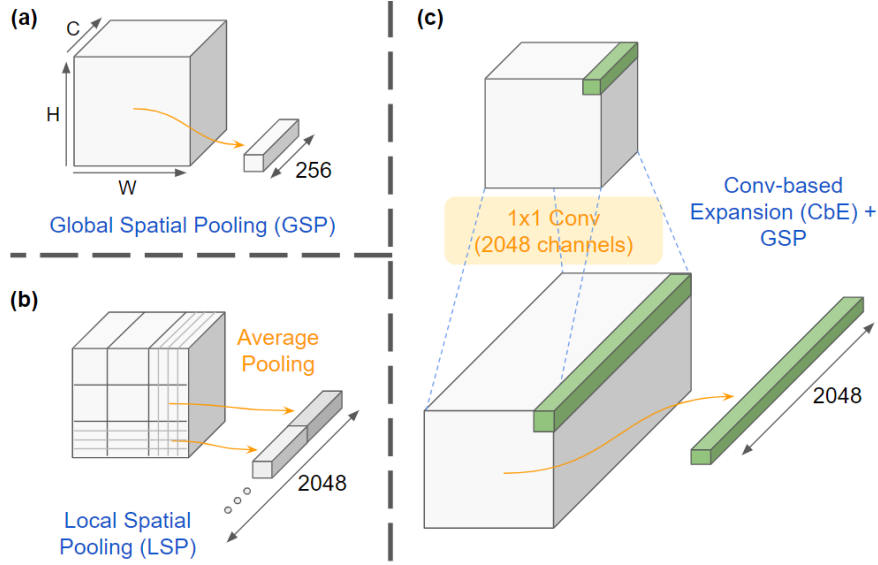 (a)
C
H
W
256
Global Spatial Pooling (GSP)
(b)
Average
Pooling
2048
Local Spatial
Pooling (LSP)
(c)
1x1 Conv
(2048 channels)
Conv-based
Expansion (CbE) +
GSP
2048